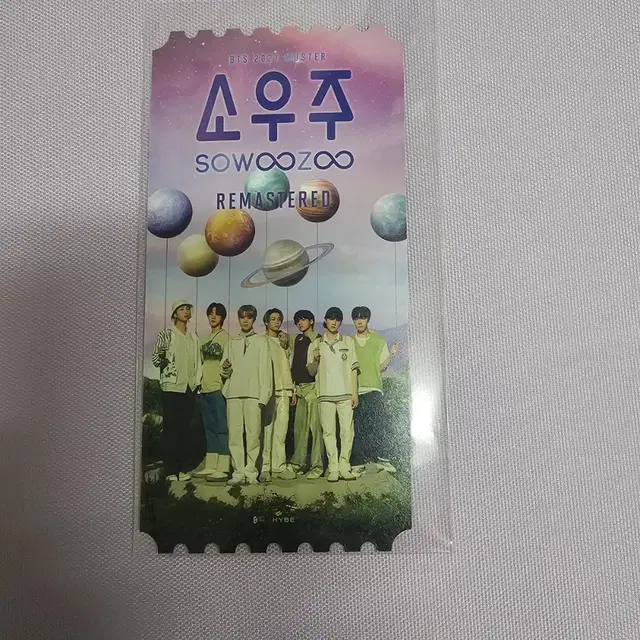 BTS 2021 MUSTER
소우주
SOWOOZOO
REMASTERED
HYBE